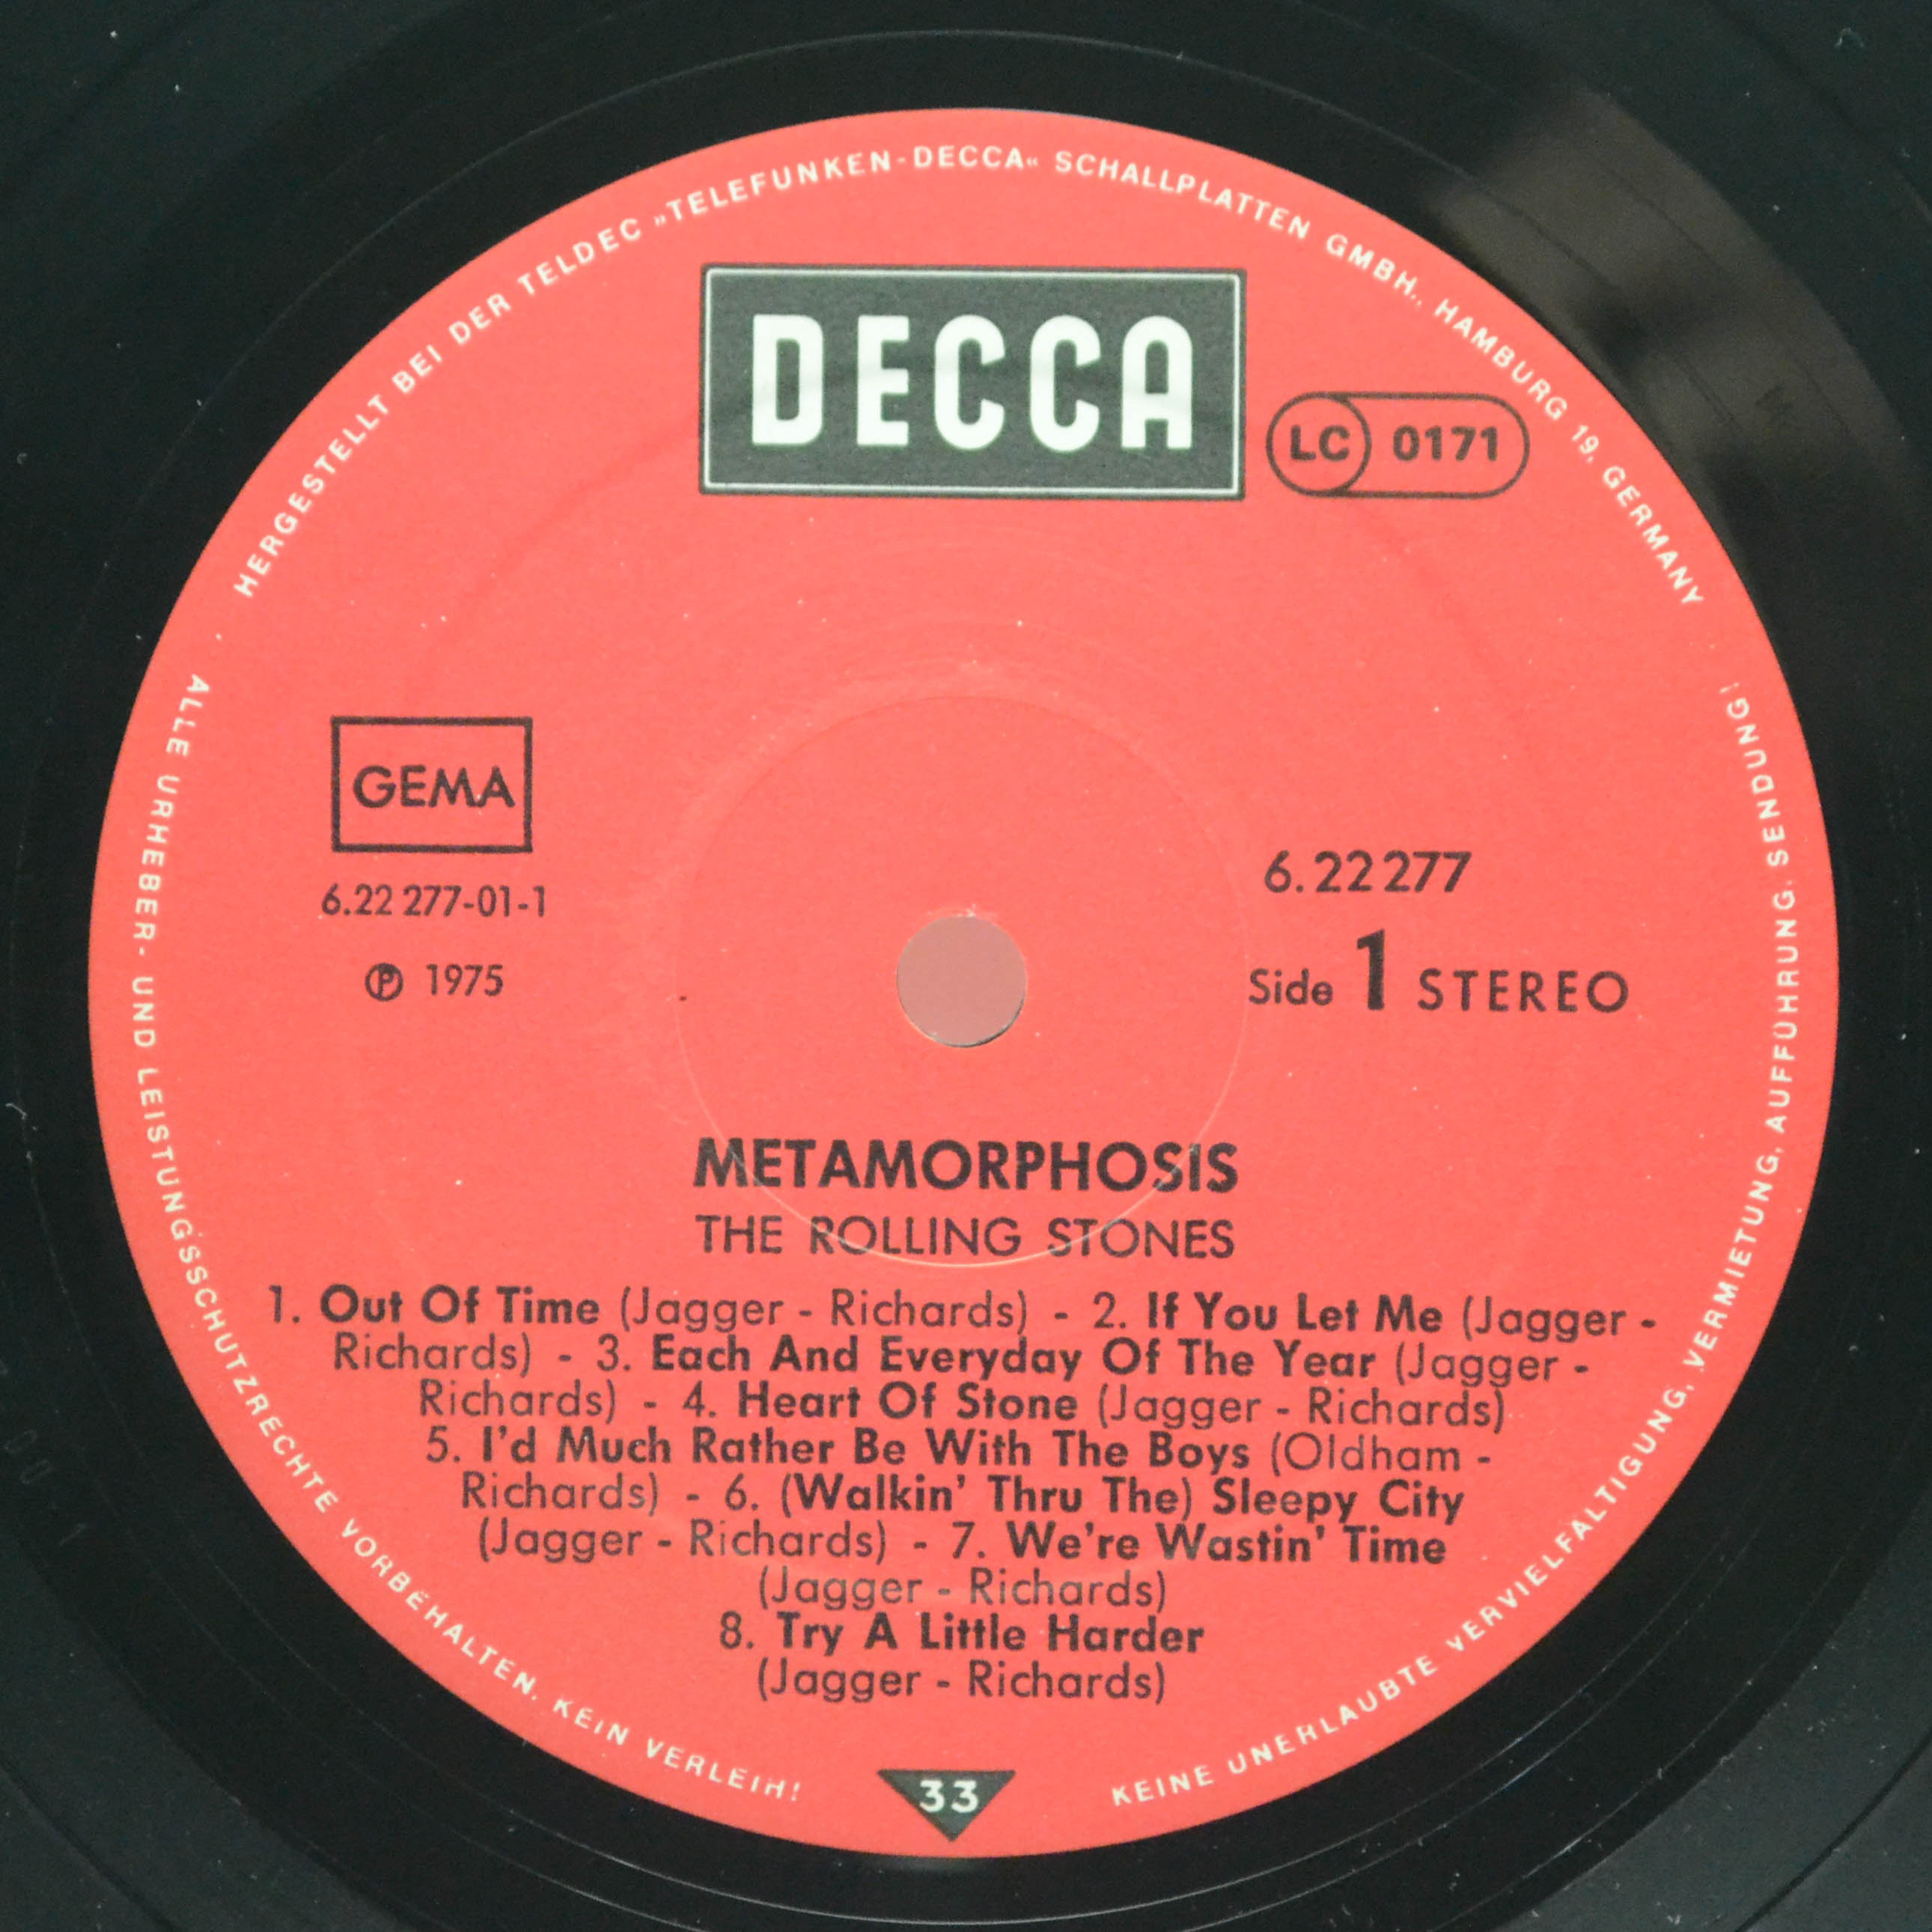 HERGESTELLT BEI DER TELDEC »TELEFUNKEN-DECCA« SCHALLPLATTEN GMBH., HAMBURG 19, GERMANY
DECCA
LC 0171
GEMA
6.22 277-01-1
℗ 1975
6.22277
Side 1 STEREO
METAMORPHOSIS
THE ROLLING STONES
1. Out Of Time (Jagger - Richards) - 2. If You Let Me (Jagger -
Richards) - 3. Each And Everyday Of The Year (Jagger -
Richards) - 4. Heart Of Stone (Jagger - Richards)
5. I'd Much Rather Be With The Boys (Oldham -
Richards) - 6. (Walkin' Thru The) Sleepy City
(Jagger - Richards) - 7. We're Wastin' Time
(Jagger - Richards)
8. Try A Little Harder
(Jagger - Richards)
ALLE URHEBER- UND LEISTUNGSSCHUTZRECHTE VORBEHALTEN. KEIN VERLEIH!
33
KEINE UNERLAUBTE VERVIELFÄLTIGUNG, VERMIETUNG, AUFFÜHRUNG, SENDUNG!